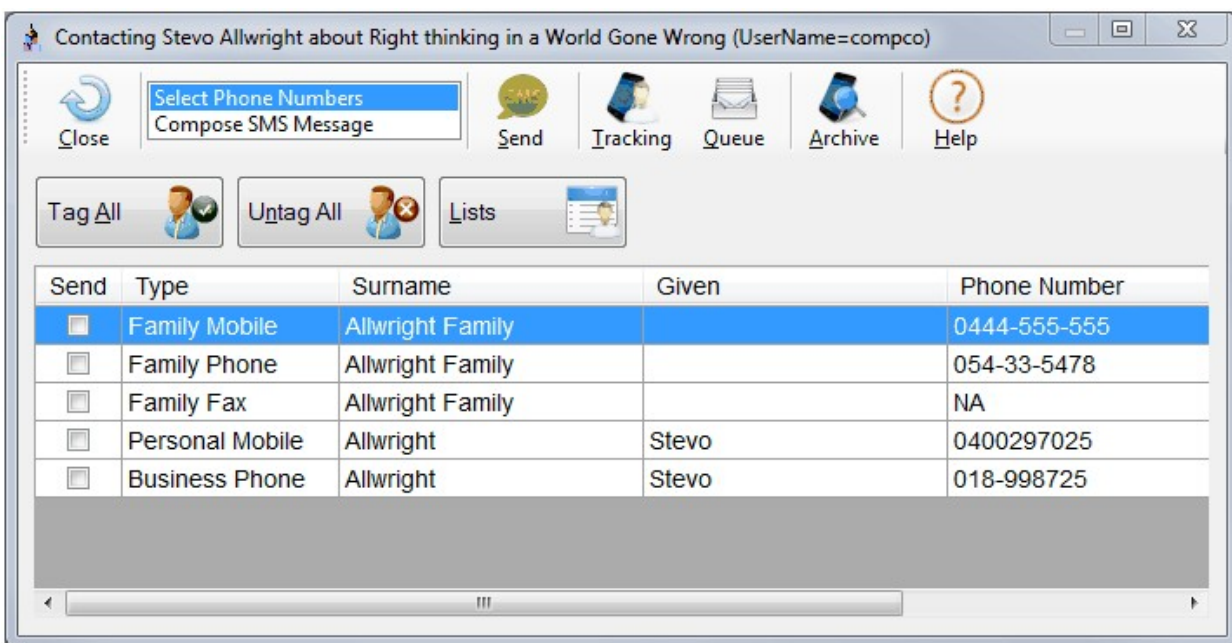 Contacting Stevo Allwright about Right thinking in a World Gone Wrong (UserName=compco)
Select Phone Numbers
Compose SMS Message
Close Send Tracking Queue Archive Help
SMS
Tag All Untag All Lists
Send Type Surname Given Phone Number
Family Mobile Allwright Family 0444-555-555
Family Phone Allwright Family 054-33-5478
Family Fax Allwright Family NA
Personal Mobile Allwright Stevo 0400297025
Business Phone Allwright Stevo 018-998725